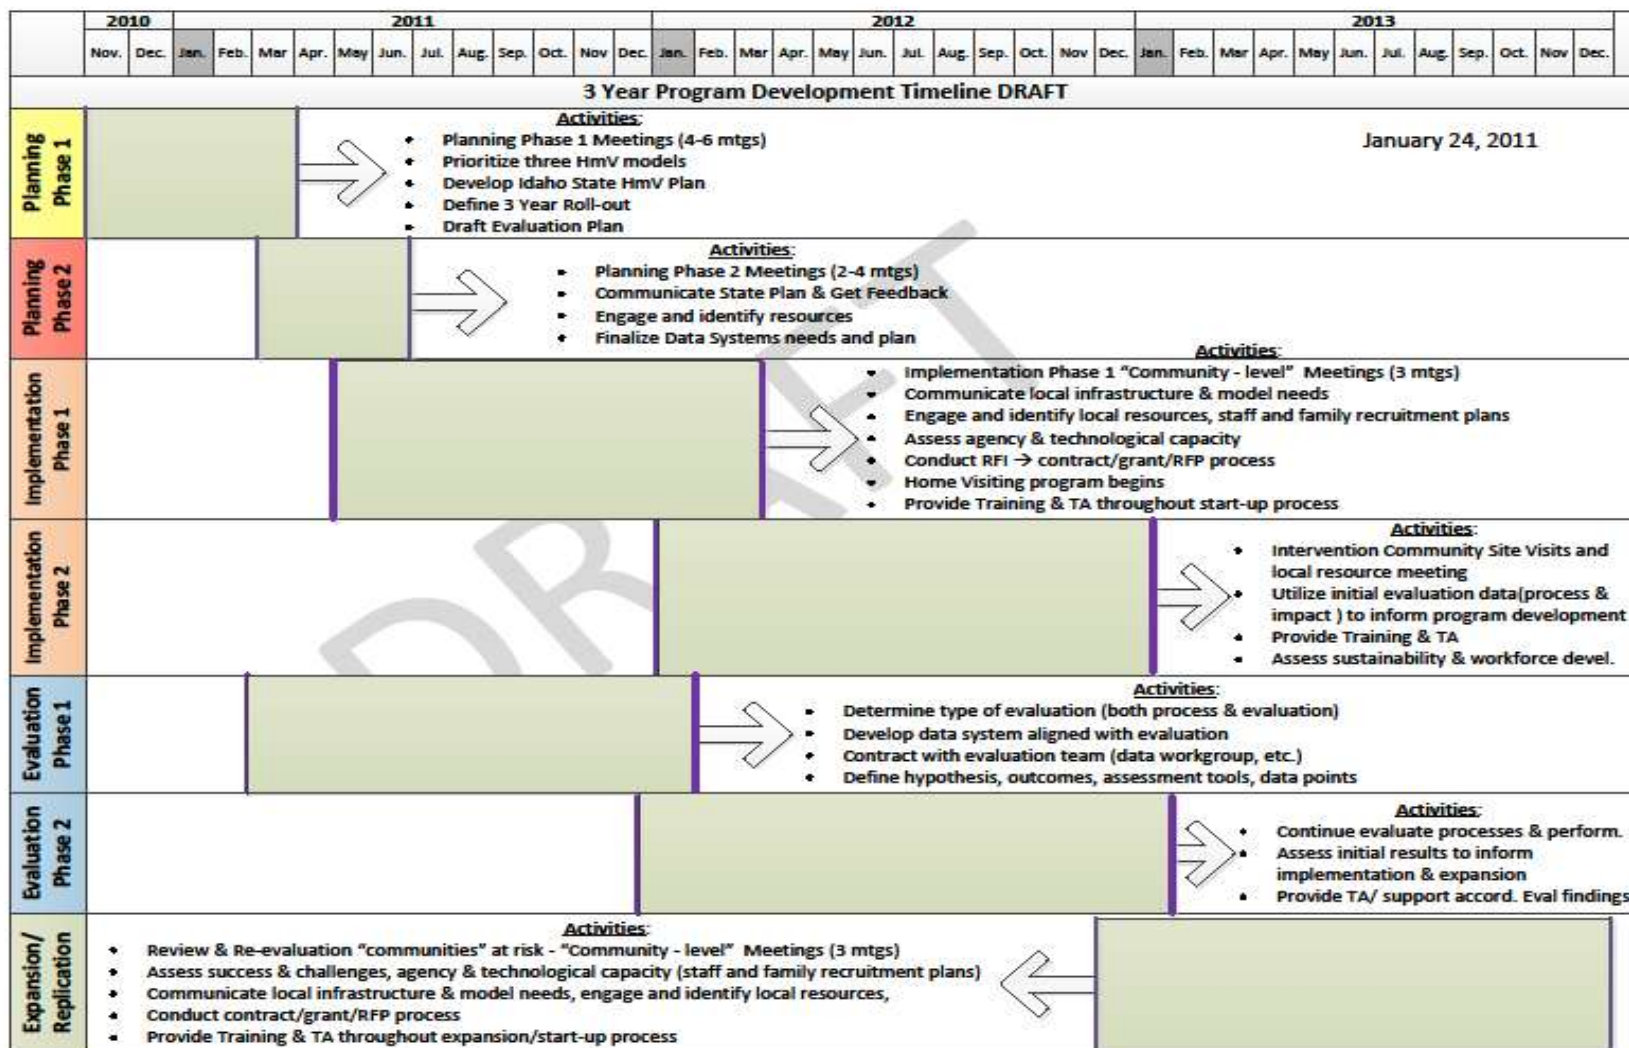 2010 2011 2012 2013
Nov. Dec. Jan. Feb. Mar Apr. May Jun. Jul. Aug. Sep. Oct. Nov Dec. Jan. Feb. Mar Apr. May Jun. Jul. Aug. Sep. Oct. Nov Dec. Jan. Feb. Mar Apr. May Jun. Jul. Aug. Sep. Oct. Nov Dec.
3 Year Program Development Timeline DRAFT
January 24, 2011
DRAFT
Planning
Phase 1
Activities:
• Planning Phase 1 Meetings (4-6 mtgs)
• Prioritize three HmV models
• Develop Idaho State HmV Plan
• Define 3 Year Roll-out
• Draft Evaluation Plan
Planning
Phase 2
Activities:
• Planning Phase 2 Meetings (2-4 mtgs)
• Communicate State Plan & Get Feedback
• Engage and identify resources
• Finalize Data Systems needs and plan
Implementation
Phase 1
Activities:
• Implementation Phase 1 “Community - level” Meetings (3 mtgs)
• Communicate local infrastructure & model needs
• Engage and identify local resources, staff and family recruitment plans
• Assess agency & technological capacity
• Conduct RFI → contract/grant/RFP process
• Home Visiting program begins
• Provide Training & TA throughout start-up process
Implementation
Phase 2
Activities:
• Intervention Community Site Visits and
local resource meeting
• Utilize initial evaluation data(process &
impact ) to inform program development
• Provide Training & TA
• Assess sustainability & workforce devel.
Evaluation
Phase 1
Activities:
• Determine type of evaluation (both process & evaluation)
• Develop data system aligned with evaluation
• Contract with evaluation team (data workgroup, etc.)
• Define hypothesis, outcomes, assessment tools, data points
Evaluation
Phase 2
Activities:
• Continue evaluate processes & perform.
• Assess initial results to inform
implementation & expansion
• Provide TA/ support accord. Eval findings
Expansion/
Replication
Activities:
• Review & Re-evaluation “communities” at risk - “Community - level” Meetings (3 mtgs)
• Assess success & challenges, agency & technological capacity (staff and family recruitment plans)
• Communicate local infrastructure & model needs, engage and identify local resources,
• Conduct contract/grant/RFP process
• Provide Training & TA throughout expansion/start-up process